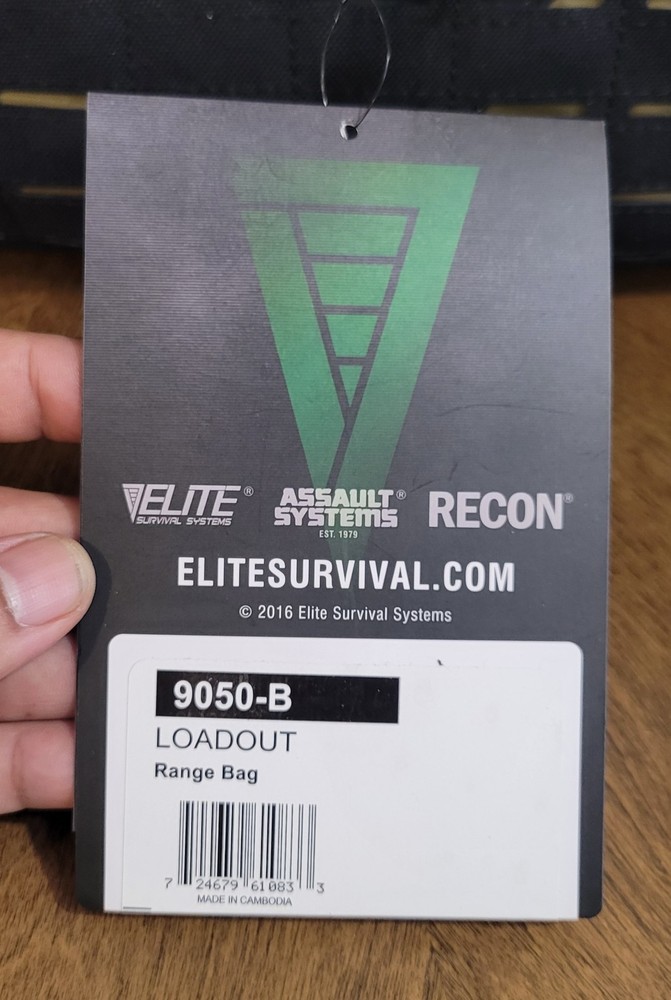 ELITE®
SURVIVAL SYSTEMS
ASSAULT®
SYSTEMS
EST. 1979
RECON®
ELITESURVIVAL.COM
© 2016 Elite Survival Systems
9050-B
LOADOUT
Range Bag
7 24679 61083 3
MADE IN CAMBODIA